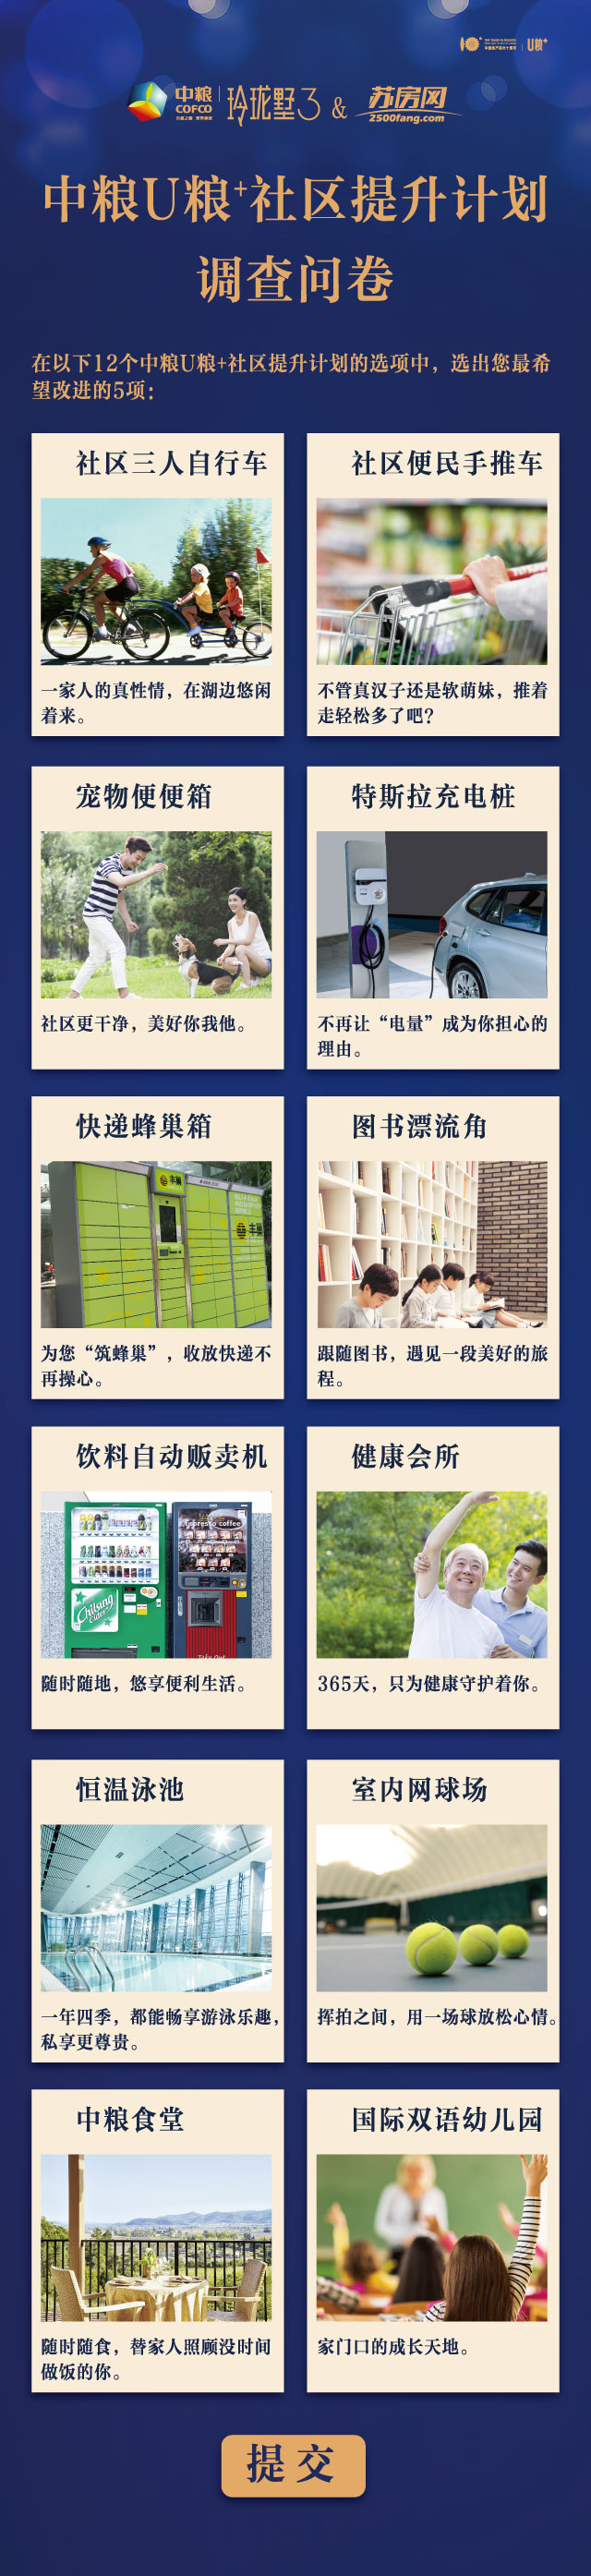 U粮+
中粮
COFCO
玲珑墅3
&
苏房网
2500fang.com
中粮U粮+社区提升计划
调查问卷
在以下12个中粮U粮+社区提升计划的选项中，选出您最希
望改进的5项：
社区三人自行车
一家人的真性情，在湖边悠闲
着来。
社区便民手推车
不管真汉子还是软萌妹，推着
走轻松多了吧？
宠物便便箱
社区更干净，美好你我他。
特斯拉充电桩
不再让“电量”成为你担心的
理由。
快递蜂巢箱
丰巢
丰巢
为您“筑蜂巢”，收放快递不
再操心。
图书漂流角
跟随图书，遇见一段美好的旅
程。
饮料自动贩卖机
espresso coffee
Chilsung
Cider
Take Out
随时随地，悠享便利生活。
健康会所
365天，只为健康守护着你。
恒温泳池
一年四季，都能畅享游泳乐趣，
私享更尊贵。
室内网球场
挥拍之间，用一场球放松心情。
中粮食堂
随时随食，替家人照顾没时间
做饭的你。
国际双语幼儿园
家门口的成长天地。
提交